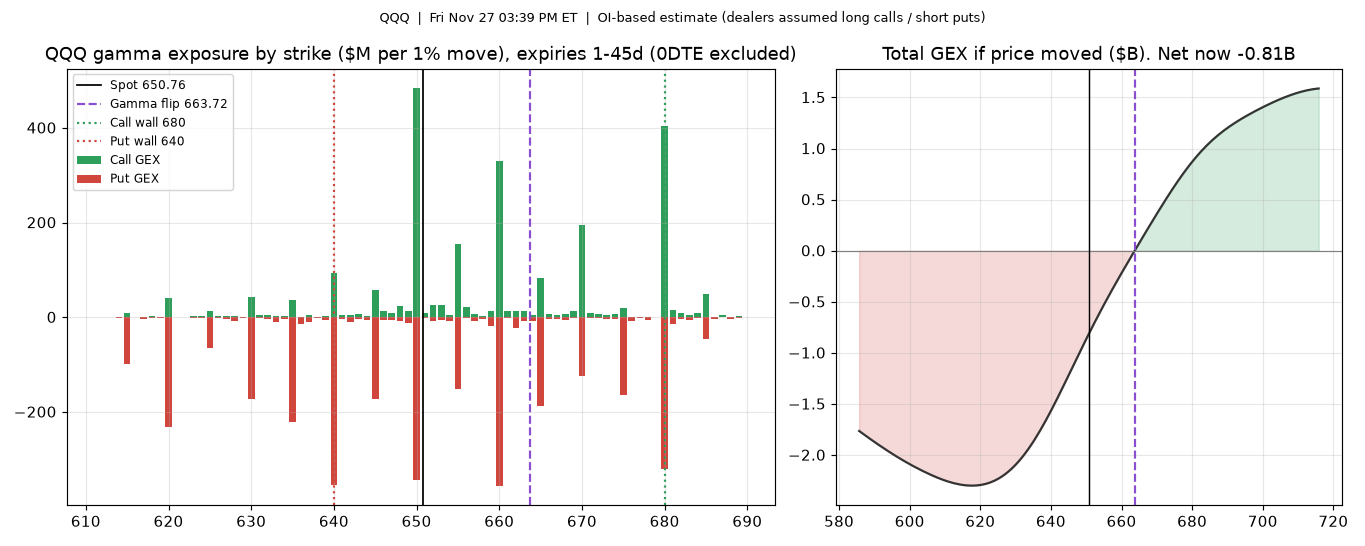 QQQ | Fri Nov 27 03:39 PM ET | OI-based estimate (dealers assumed long calls / short puts)
QQQ gamma exposure by strike ($M per 1% move), expiries 1-45d (0DTE excluded)
Spot 650.76
Gamma flip 663.72
Call wall 680
Put wall 640
Call GEX
Put GEX
400
200
0
−200
610 620 630 640 650 660 670 680 690
Total GEX if price moved ($B). Net now -0.81B
1.5
1.0
0.5
0.0
−0.5
−1.0
−1.5
−2.0
580 600 620 640 660 680 700 720